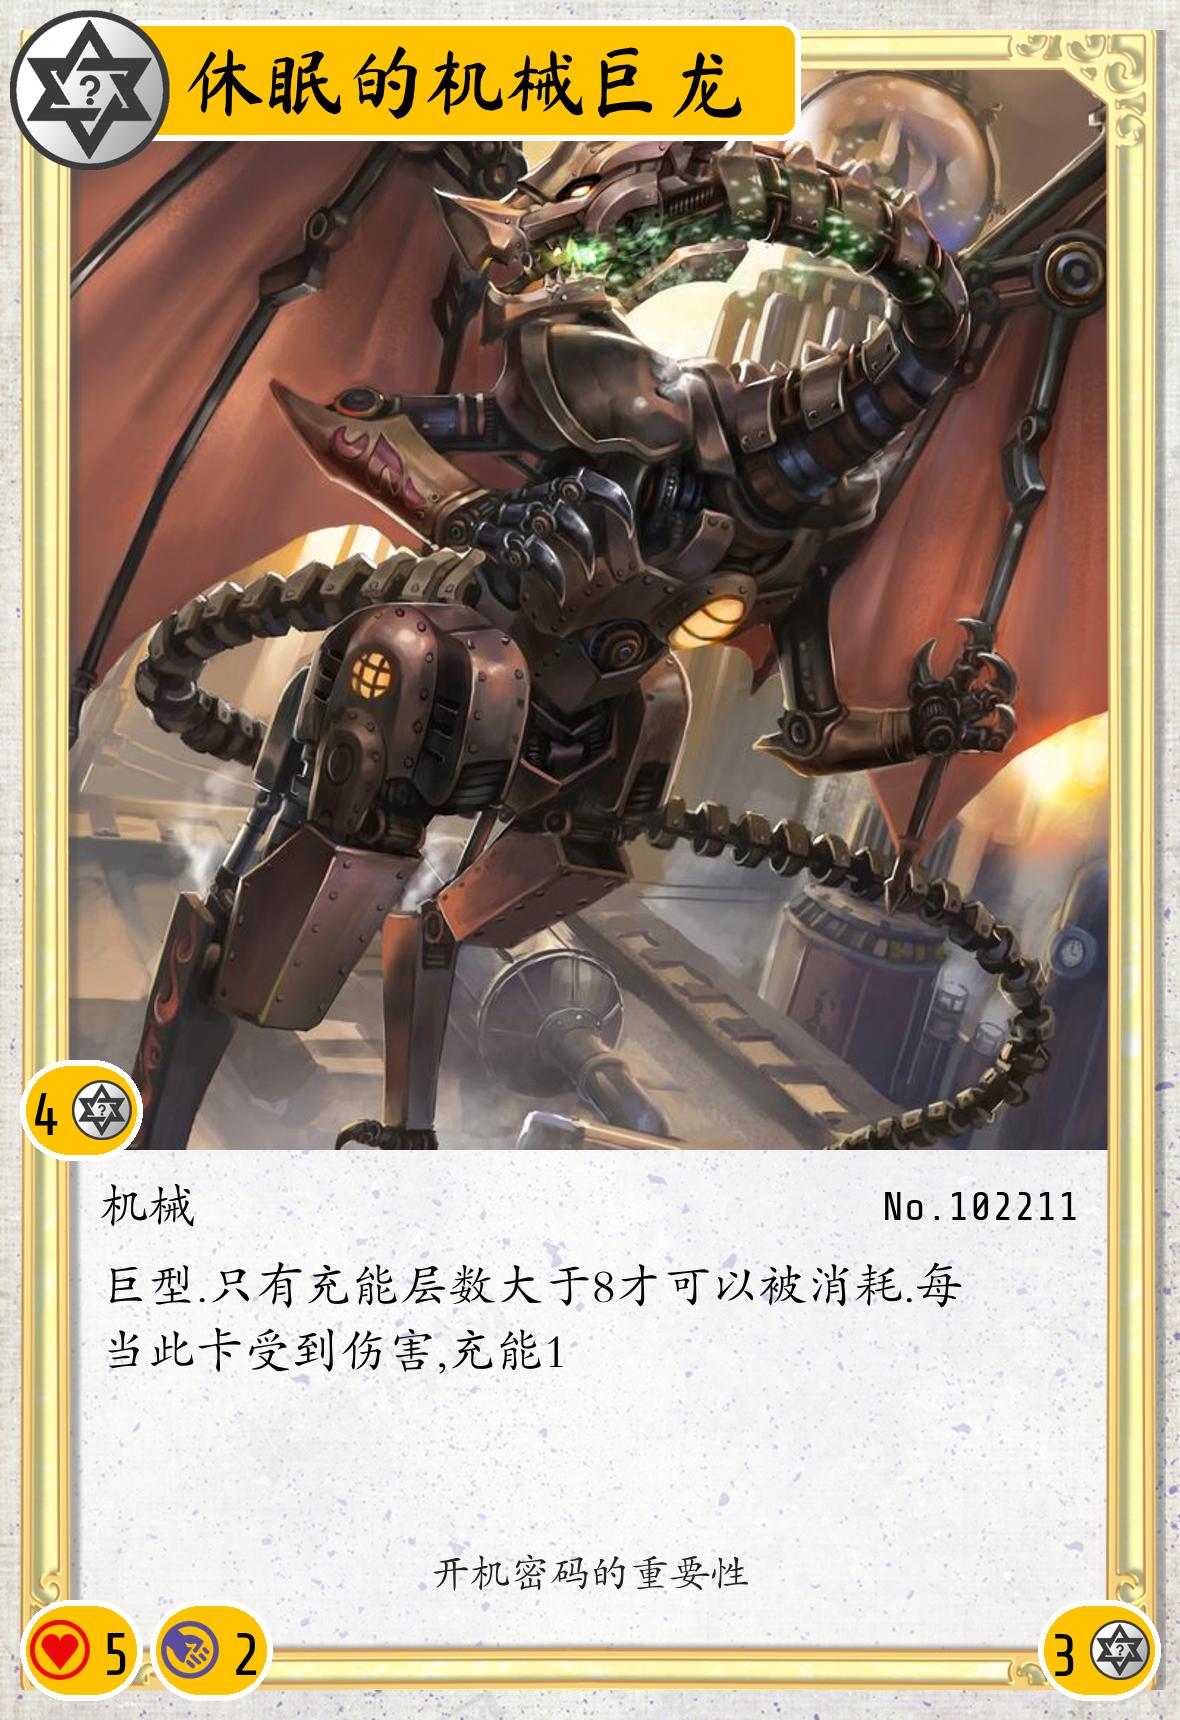 ?
休眠的机械巨龙
4 ?
机械
No.102211
巨型.只有充能层数大于8才可以被消耗.每
当此卡受到伤害,充能1
开机密码的重要性
5 2
3 ?